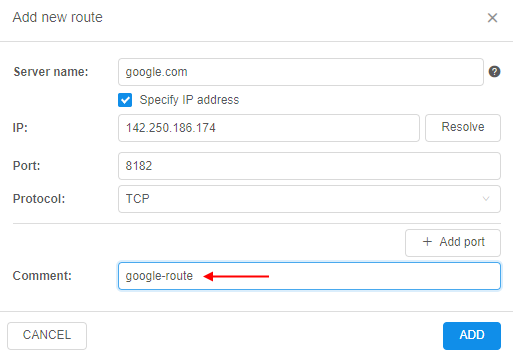 Add new route
Server name: google.com
Specify IP address
IP: 142.250.186.174 Resolve
Port: 8182
Protocol: TCP
+ Add port
Comment: google-route
CANCEL ADD